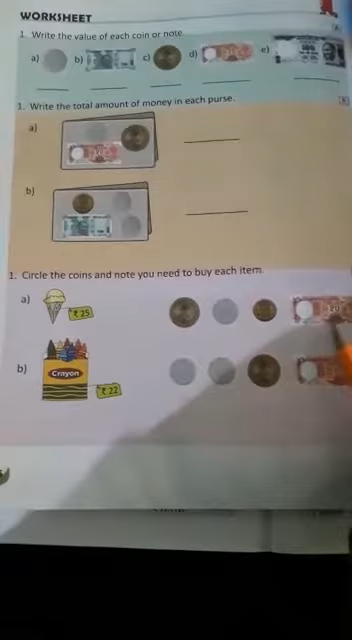 WORKSHEET
1. Write the value of each coin or note
a) b) c) d) e)
1. Write the total amount of money in each purse.
a)
b)
1. Circle the coins and note you need to buy each item.
a)
₹ 25
b)
Crayon
₹ 22